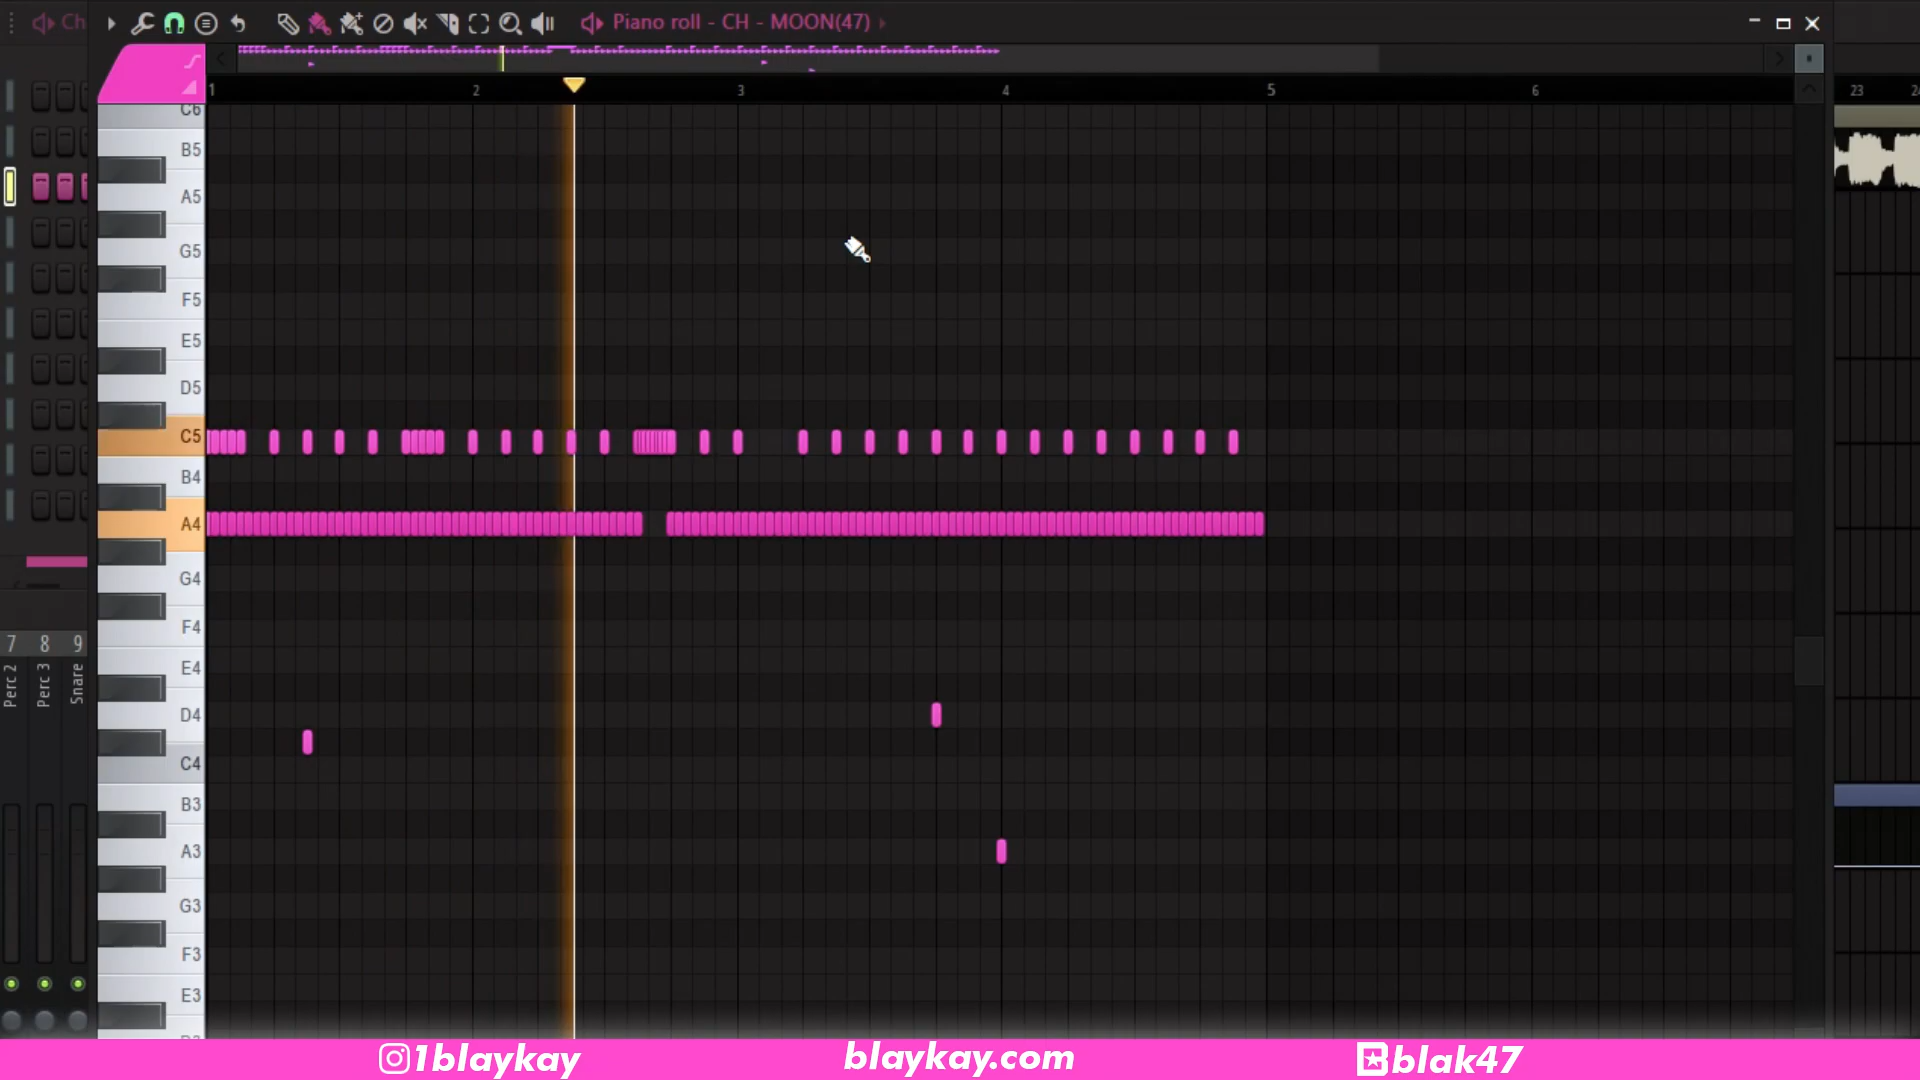 Ch
Piano roll - CH - MOON(47)
1 2 3 4 5 6
23
C6
B5
A5
G5
F5
E5
D5
C5
B4
A4
G4
F4
E4
D4
C4
B3
A3
G3
F3
E3
7 8 9
Perc 2
Perc 3
Snare
1blaykay
blaykay.com
blak47